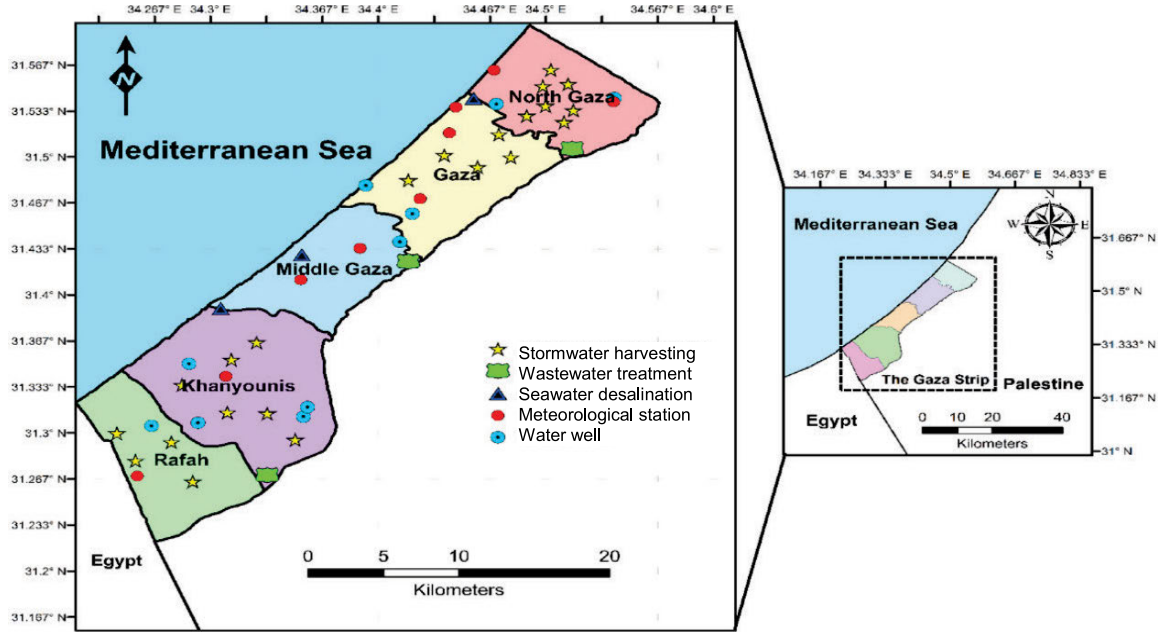 34.267° E 34.3° E 34.367° E 34.4° E 34.467° E 34.5° E 34.567° E 34.6° E
31.567° N
31.533° N
31.5° N
31.467° N
31.433° N
31.4° N
31.367° N
31.333° N
31.3° N
31.267° N
31.233° N
31.2° N
31.167° N
N
Mediterranean Sea
North Gaza
Gaza
Middle Gaza
Khanyounis
Rafah
Egypt
Stormwater harvesting
Wastewater treatment
Seawater desalination
Meteorological station
Water well
0 5 10 20
Kilometers
34.167° E 34.333° E 34.5° E 34.667° E 34.833° E
Mediterranean Sea
N
W E
S
31.667° N
31.5° N
31.333° N
31.167° N
31° N
The Gaza Strip
Palestine
Egypt
0 10 20 40
Kilometers